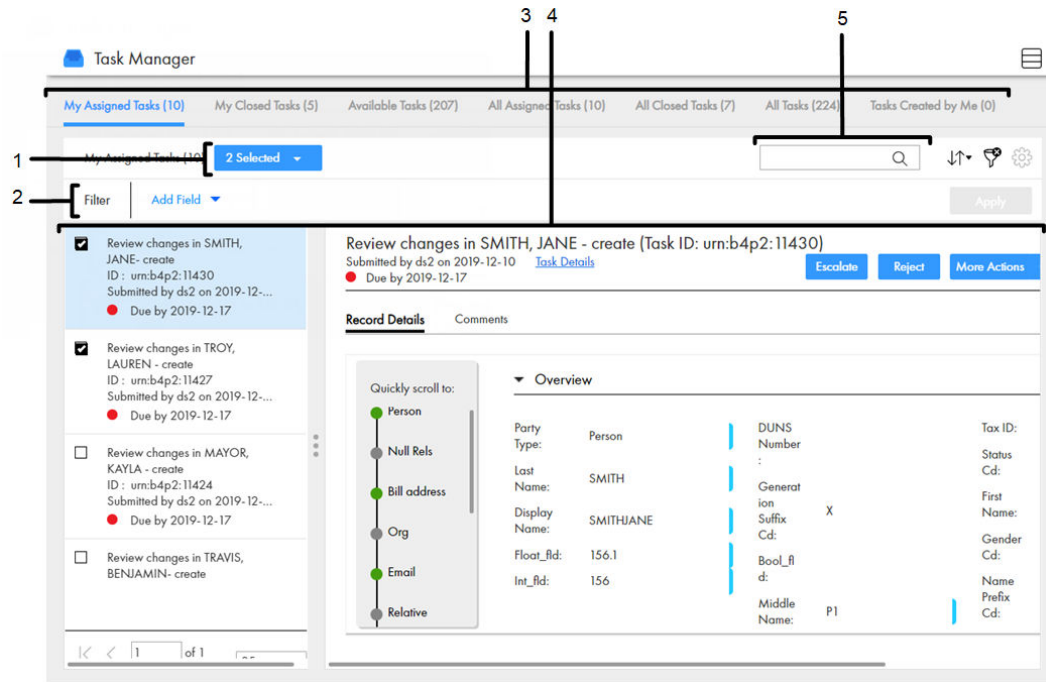 3 4 5
Task Manager
My Assigned Tasks (10) My Closed Tasks (5) Available Tasks (207) All Assigned Tasks (10) All Closed Tasks (7) All Tasks (224) Tasks Created by Me (0)
1 My Assigned Tasks (10) 2 Selected
2 Filter Add Field Apply
Review changes in SMITH,
JANE- create
ID : urn:b4p2:11430
Submitted by ds2 on 2019-12-...
Due by 2019-12-17
Review changes in TROY,
LAUREN - create
ID : urn:b4p2:11427
Submitted by ds2 on 2019-12-...
Due by 2019-12-17
Review changes in MAYOR,
KAYLA - create
ID : urn:b4p2:11424
Submitted by ds2 on 2019-12-...
Due by 2019-12-17
Review changes in TRAVIS,
BENJAMIN- create
1 of 1
Review changes in SMITH, JANE - create (Task ID: urn:b4p2:11430)
Submitted by ds2 on 2019-12-10 Task Details
Due by 2019-12-17
Escalate Reject More Actions
Record Details Comments
Quickly scroll to:
Person
Null Rels
Bill address
Org
Email
Relative
Overview
Party
Type:
Person
Last
Name:
SMITH
Display
Name:
SMITHJANE
Float_fld: 156.1
Int_fld: 156
DUNS
Number
:
Generat
ion
Suffix
Cd:
X
Bool_fl
d:
Middle
Name:
P1
Tax ID:
Status
Cd:
First
Name:
Gender
Cd:
Name
Prefix
Cd: